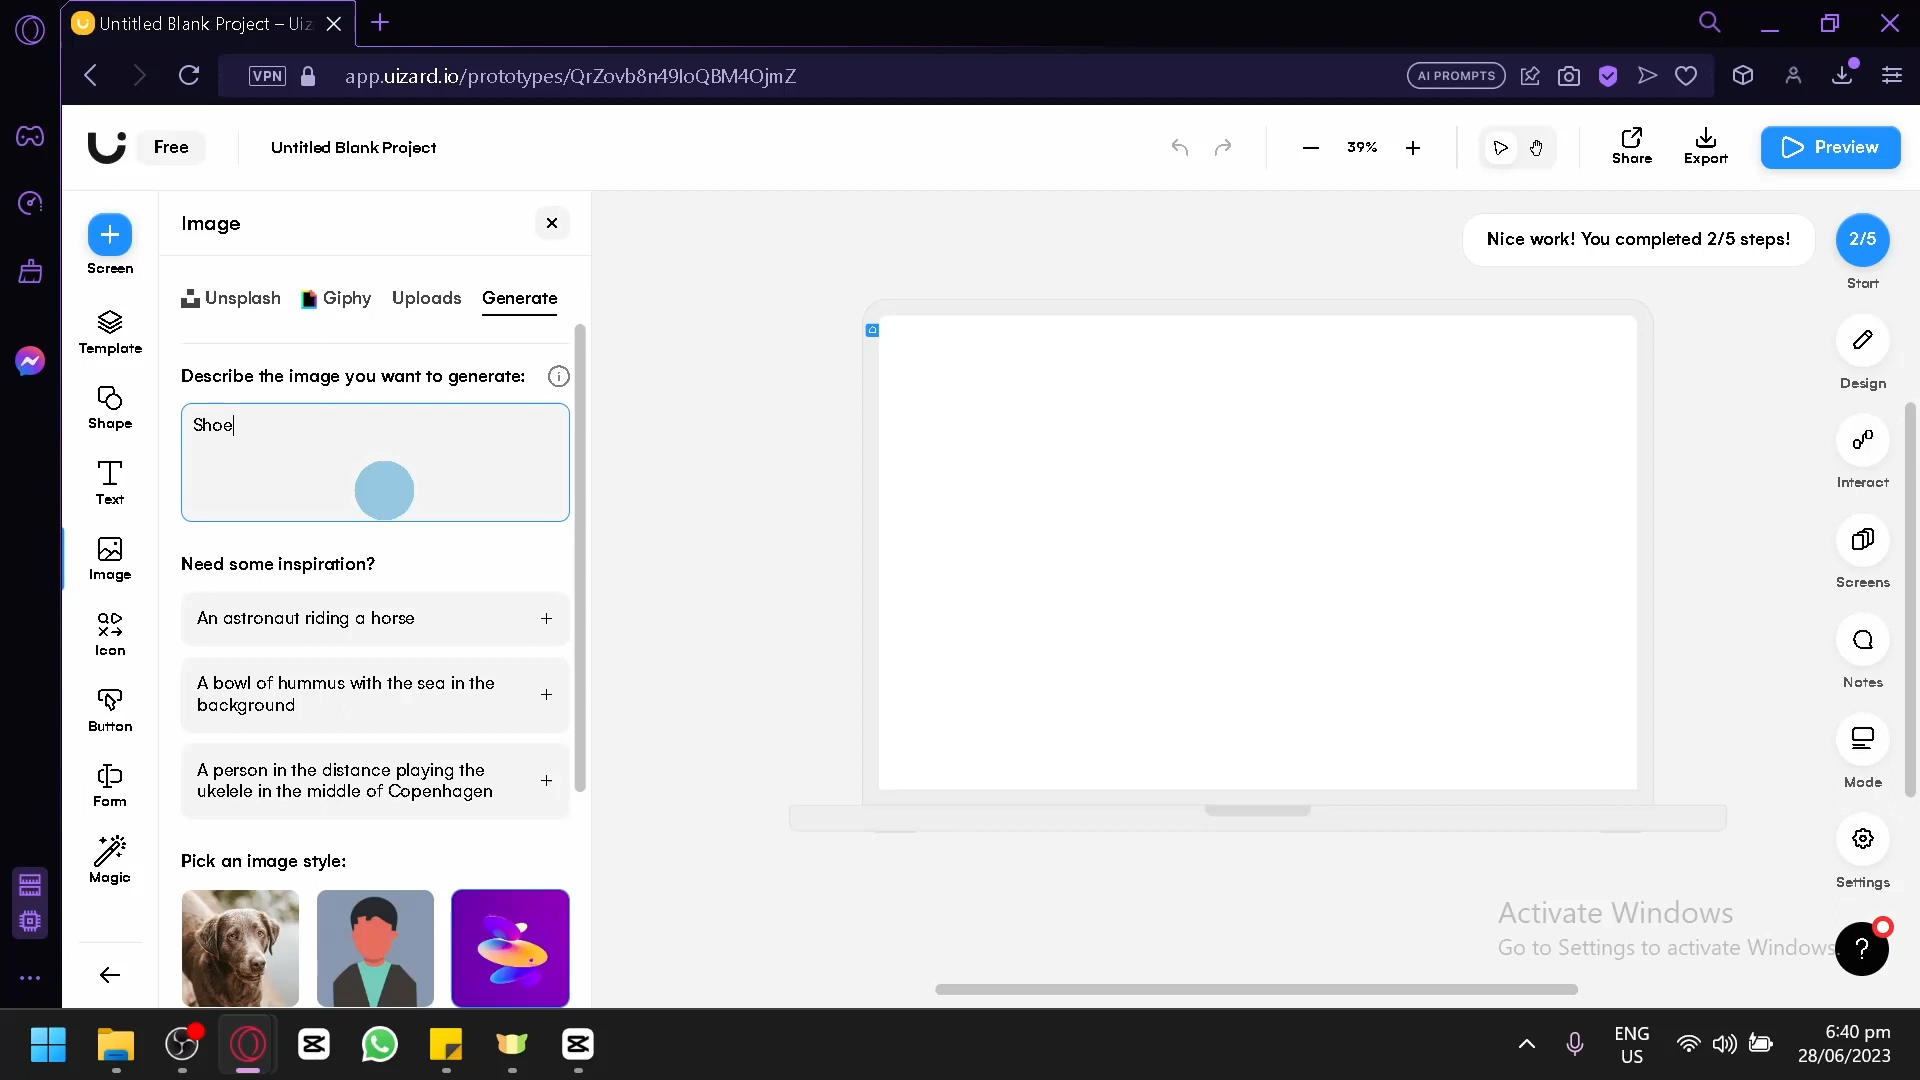 Untitled Blank Project – Uiz
VPN
app.uizard.io/prototypes/QrZovb8n49IoQBM4OjmZ
AI PROMPTS
Free
Untitled Blank Project
39%
Share
Export
Preview
Screen
Template
Shape
Text
Image
Icon
Button
Form
Magic
Image
Unsplash
Giphy
Uploads
Generate
Describe the image you want to generate:
Shoe
Need some inspiration?
An astronaut riding a horse
A bowl of hummus with the sea in the
background
A person in the distance playing the
ukelele in the middle of Copenhagen
Pick an image style:
Nice work! You completed 2/5 steps!
2/5
Start
Design
Interact
Screens
Notes
Mode
Settings
Activate Windows
Go to Settings to activate Windows.
?
ENG
US
6:40 pm
28/06/2023